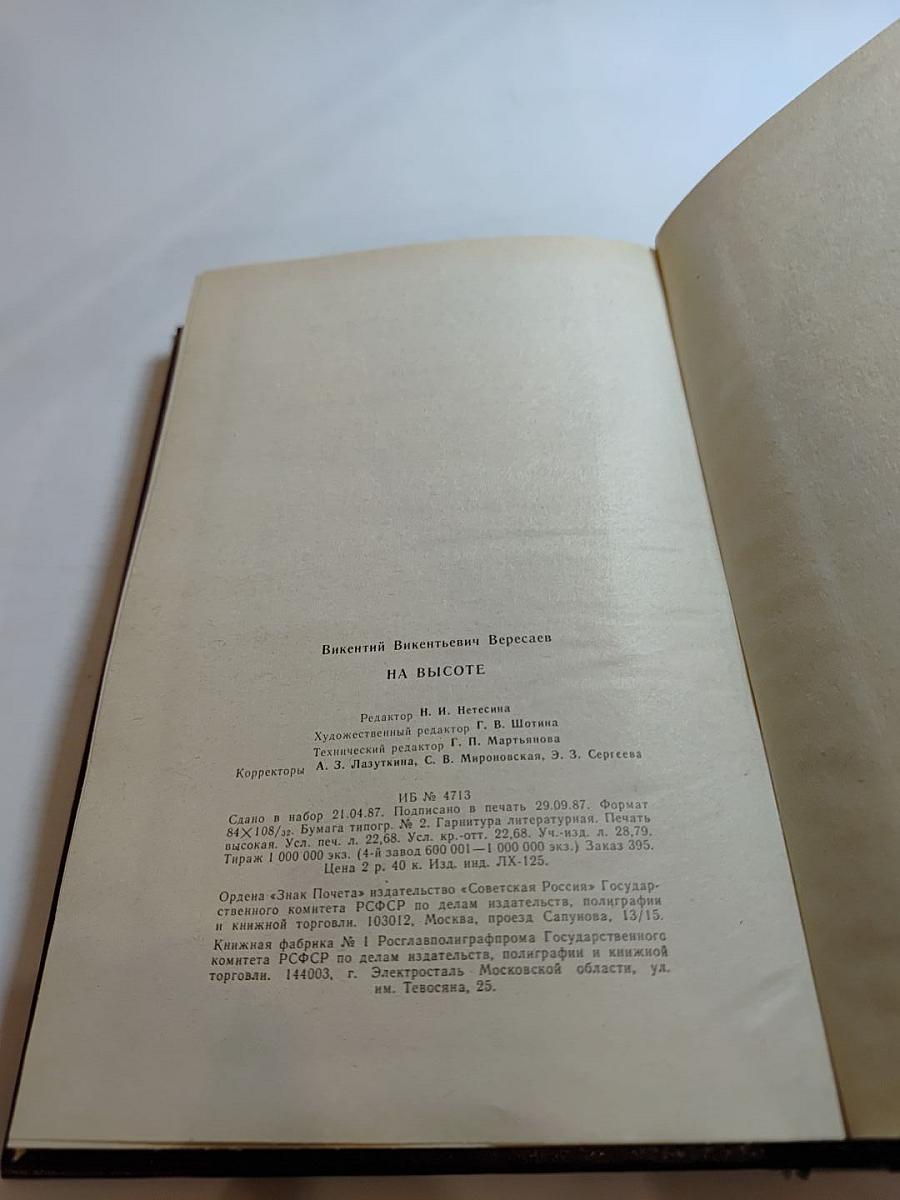 Викентий Викентьевич Вересаев
НА ВЫСОТЕ
Редактор Н. И. Нетесина
Художественный редактор Г. В. Шотина
Технический редактор Г. П. Мартьянова
Корректоры А. З. Лазуткина, С. В. Мироновская, Э. З. Сергеева
ИБ № 4713
Сдано в набор 21.04.87. Подписано в печать 29.09.87. Формат
84×108/32. Бумага типогр. № 2. Гарнитура литературная. Печать
высокая. Усл. печ. л. 22,68. Усл. кр.-отт. 22,68. Уч.-изд. л. 28,79.
Тираж 1 000 000 экз. (4-й завод 600 001—1 000 000 экз.) Заказ 395.
Цена 2 р. 40 к. Изд. инд. ЛХ-125.
Ордена «Знак Почета» издательство «Советская Россия» Государ-
ственного комитета РСФСР по делам издательств, полиграфии
и книжной торговли. 103012, Москва, проезд Сапунова, 13/15.
Книжная фабрика № 1 Росглавполиграфпрома Государственного
комитета РСФСР по делам издательств, полиграфии и книжной
торговли. 144003, г. Электросталь Московской области, ул.
им. Тевосяна, 25.